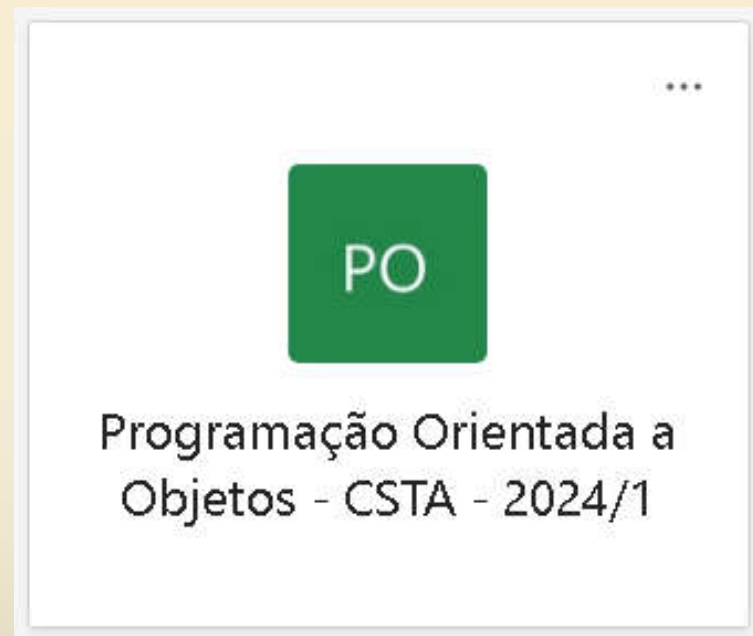 ...
PO
Programação Orientada a
Objetos - CSTA - 2024/1